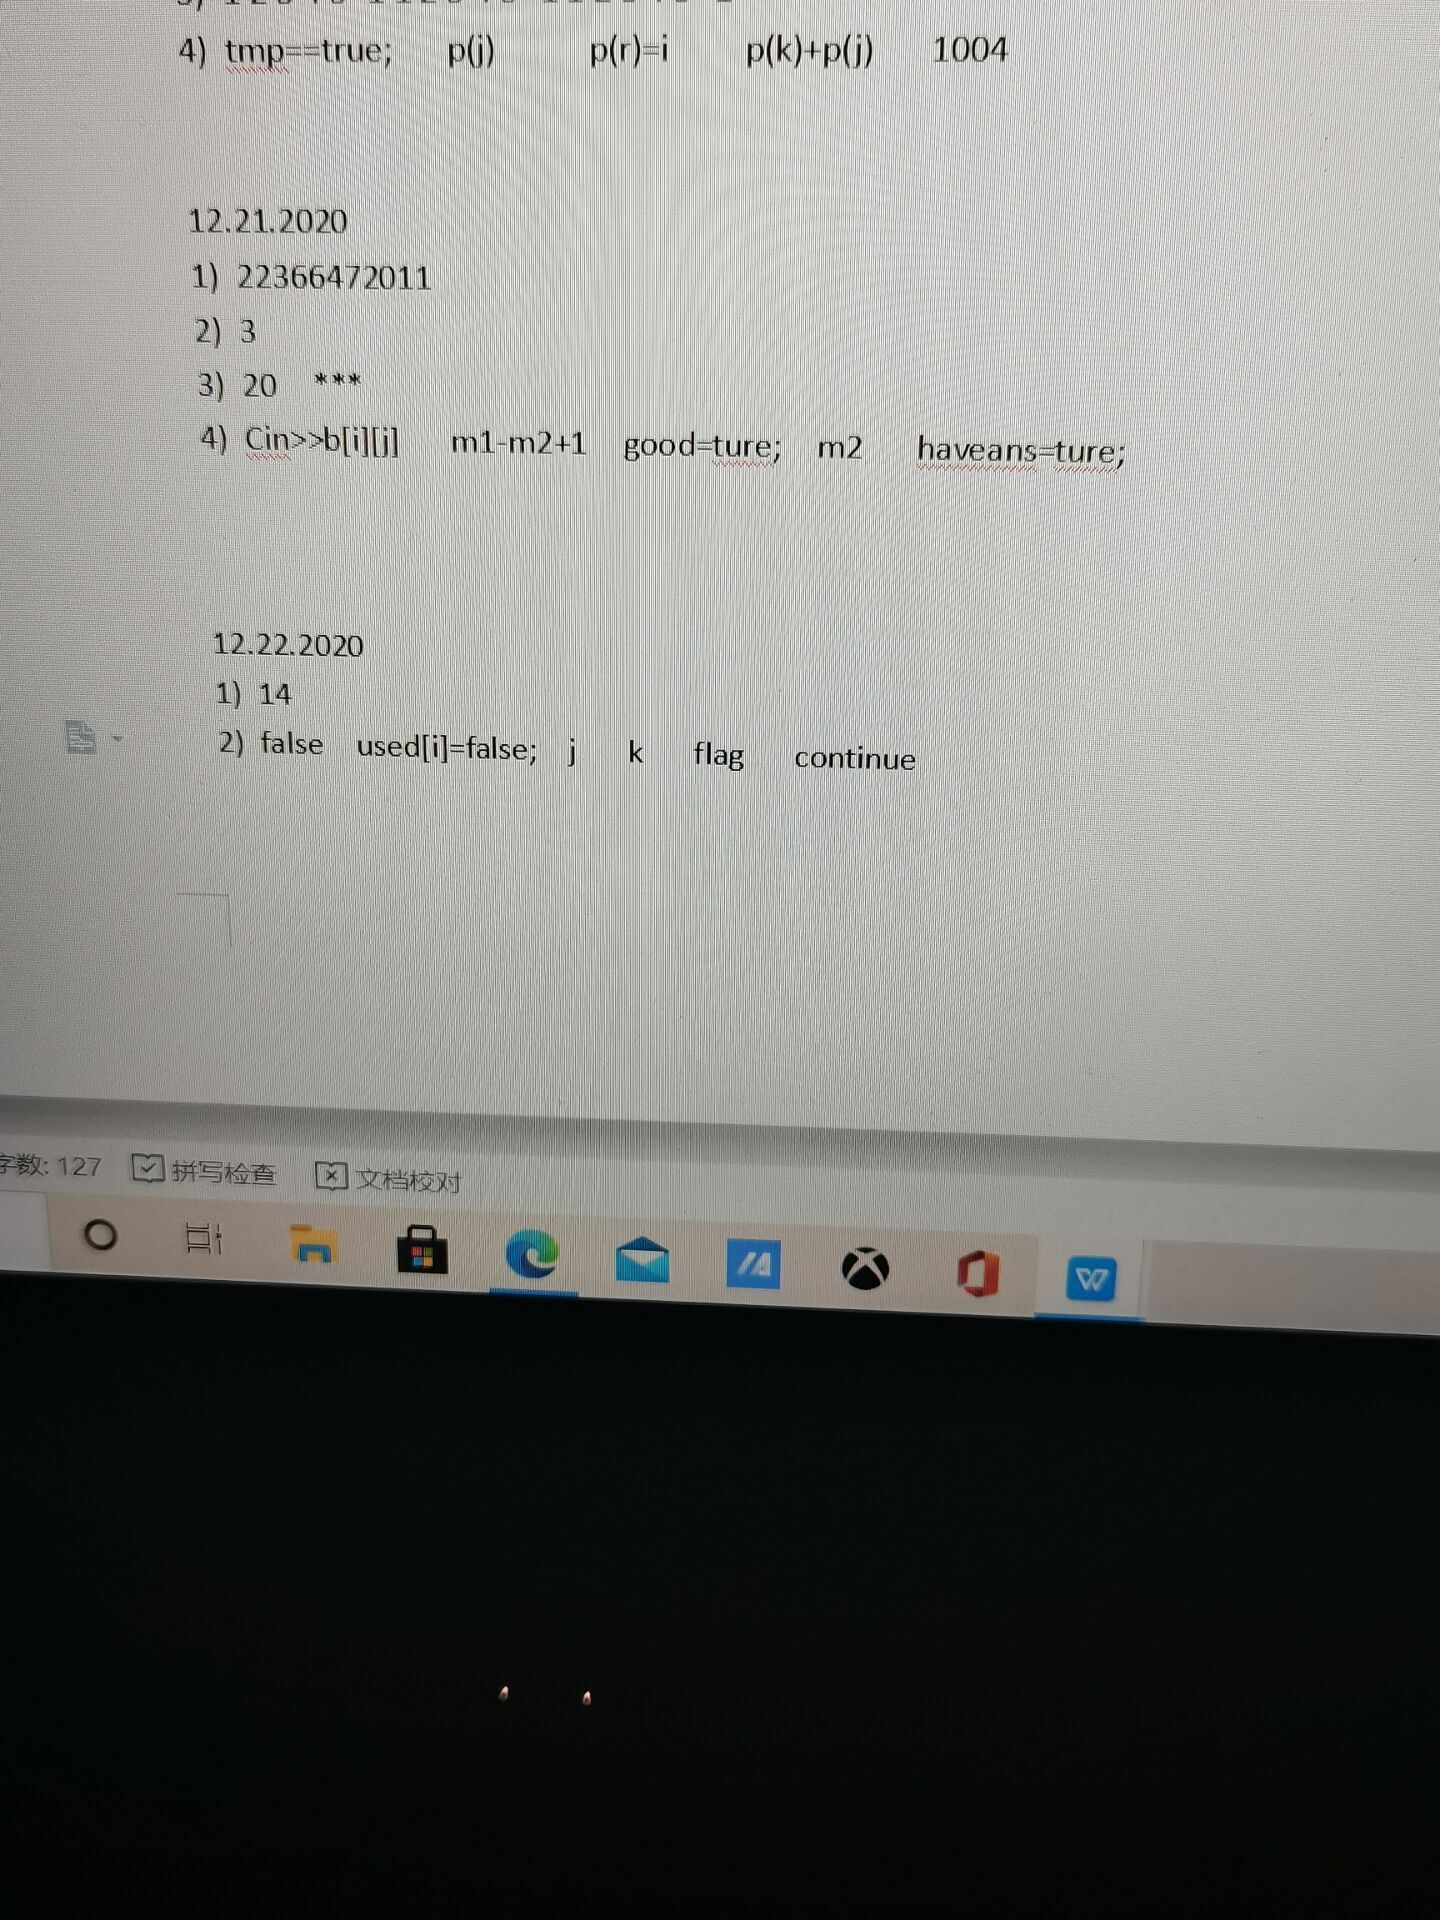 4) tmp==true; p(j) p(r)=i p(k)+p(j) 1004
12.21.2020
1) 22366472011
2) 3
3) 20 ***
4) Cin>>b[i][j] m1-m2+1 good=ture; m2 haveans=ture;
12.22.2020
1) 14
2) false used[i]=false; j k flag continue
字数: 127 拼写检查 文档校对